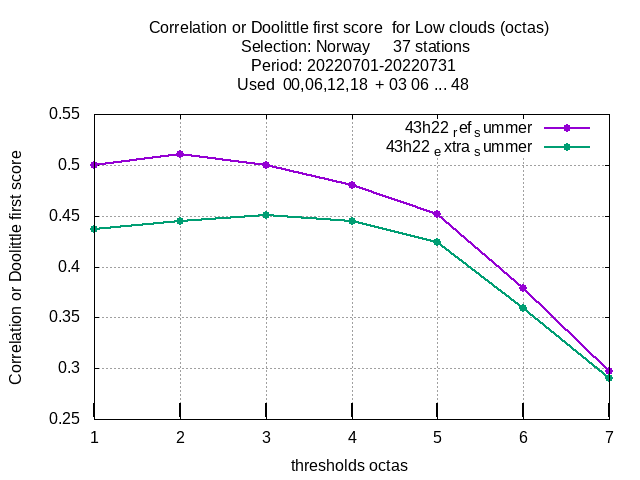 Correlation or Doolittle first score  for Low clouds (octas)
Selection: Norway     37 stations
Period: 20220701-20220731
Used  00,06,12,18  + 03 06 ... 48
43h22 ref summer
43h22 extra summer
Correlation or Doolittle first score
0.55
0.5
0.45
0.4
0.35
0.3
0.25
1 2 3 4 5 6 7
thresholds octas